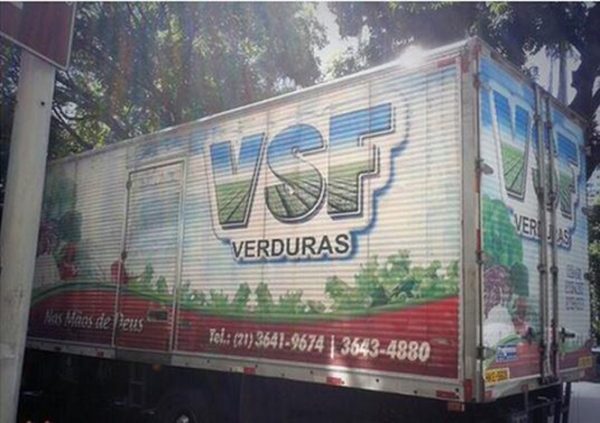 VSF
VERDURAS
Nas Mãos de Deus
Tel.: (21) 3641-9674 | 3643-4880
VSF
VERDURAS